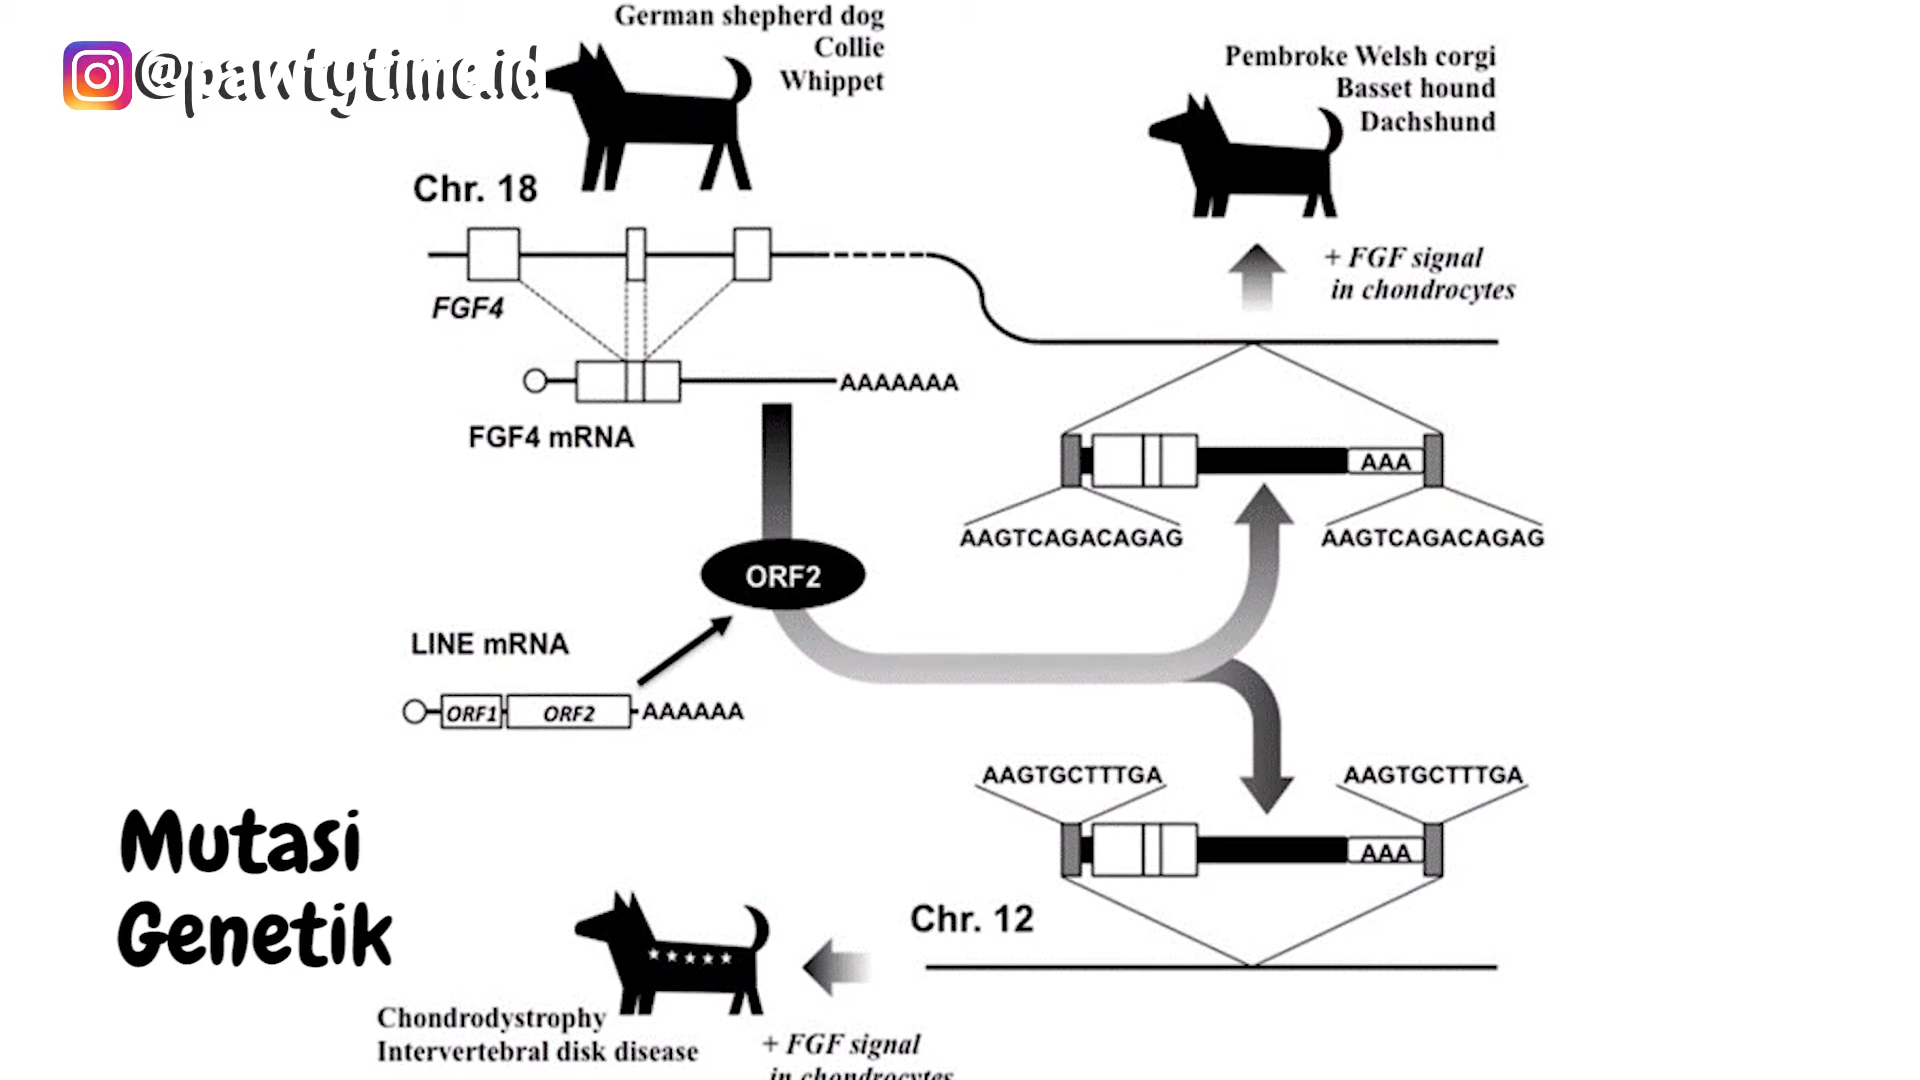 @pawtytime.id
German shepherd dog
Collie
Whippet
Pembroke Welsh corgi
Basset hound
Dachshund
Chr. 18
FGF4
+ FGF signal
in chondrocytes
AAAAAAA
FGF4 mRNA
AAA
AAGTCAGACAGAG
AAGTCAGACAGAG
ORF2
LINE mRNA
ORF1
ORF2
AAAAAA
AAGTGCTTTGA
AAGTGCTTTGA
AAA
Mutasi
Genetik
Chr. 12
Chondrodystrophy
Intervertebral disk disease
+ FGF signal
in chondrocytes